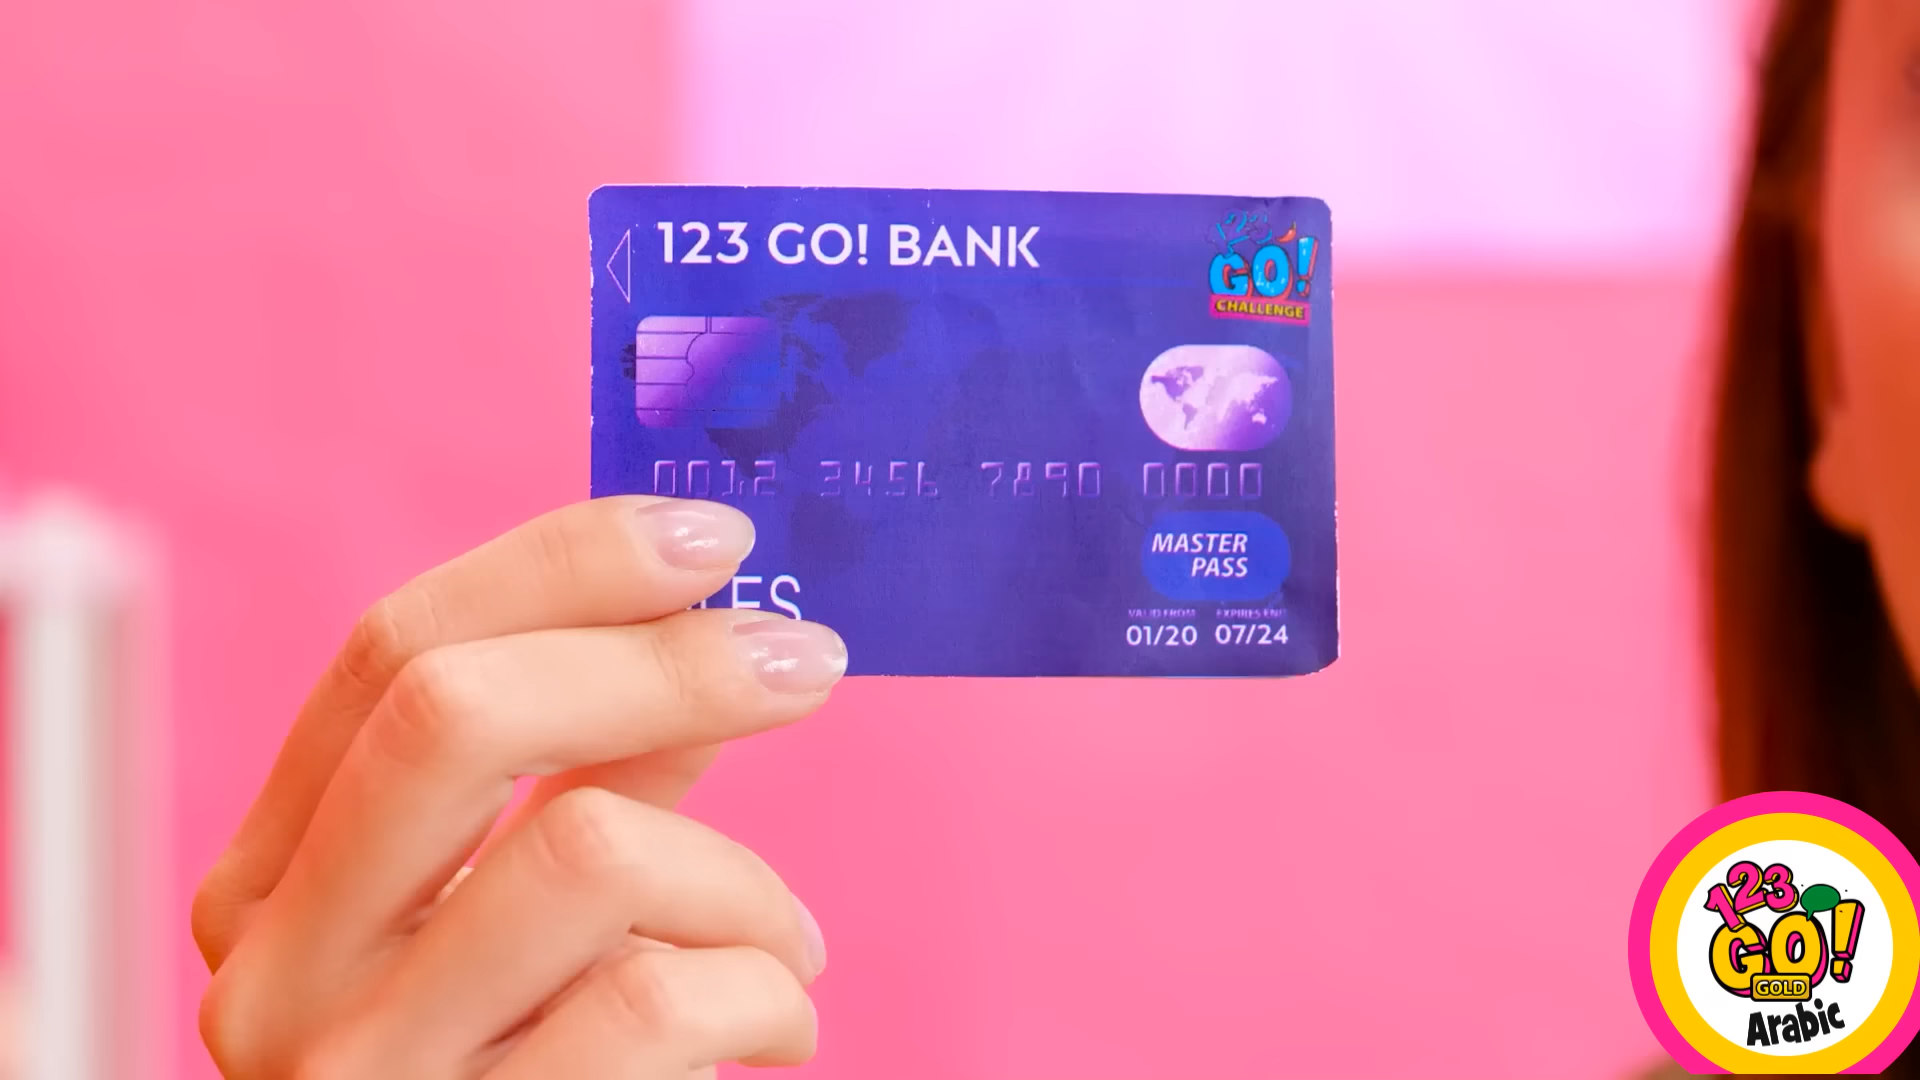 123 GO! BANK
123
GO!
CHALLENGE
0012 3456 7890 0000
MASTER
PASS
VALID FROM EXPIRES END
01/20 07/24
123
GO!
GOLD
Arabic